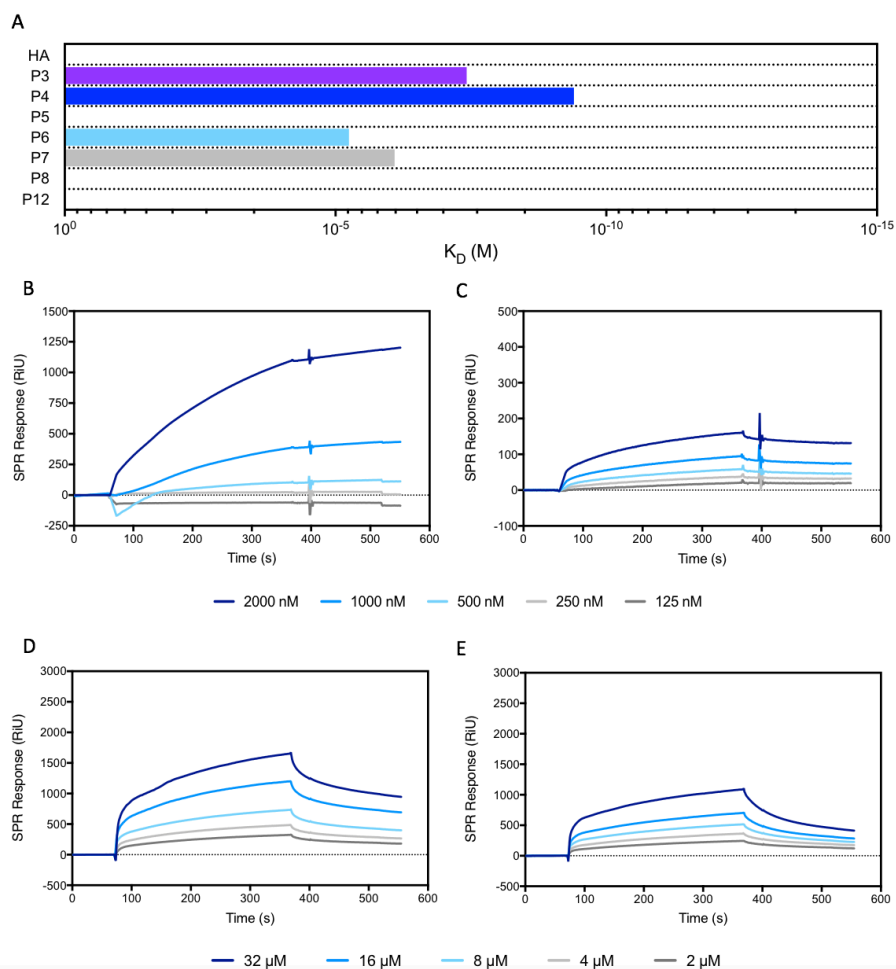 A
HA
P3
P4
P5
P6
P7
P8
P12
10⁰ 10⁻⁵ 10⁻¹⁰ 10⁻¹⁵
K_D (M)
B
1500
1250
1000
750
500
250
0
-250
SPR Response (RiU)
0 100 200 300 400 500 600
Time (s)
C
500
400
300
200
100
0
-100
SPR Response (RiU)
0 100 200 300 400 500 600
Time (s)
2000 nM 1000 nM 500 nM 250 nM 125 nM
D
3000
2500
2000
1500
1000
500
0
-500
SPR Response (RiU)
0 100 200 300 400 500 600
Time (s)
E
3000
2500
2000
1500
1000
500
0
-500
SPR Response (RiU)
0 100 200 300 400 500 600
Time (s)
32 µM 16 µM 8 µM 4 µM 2 µM